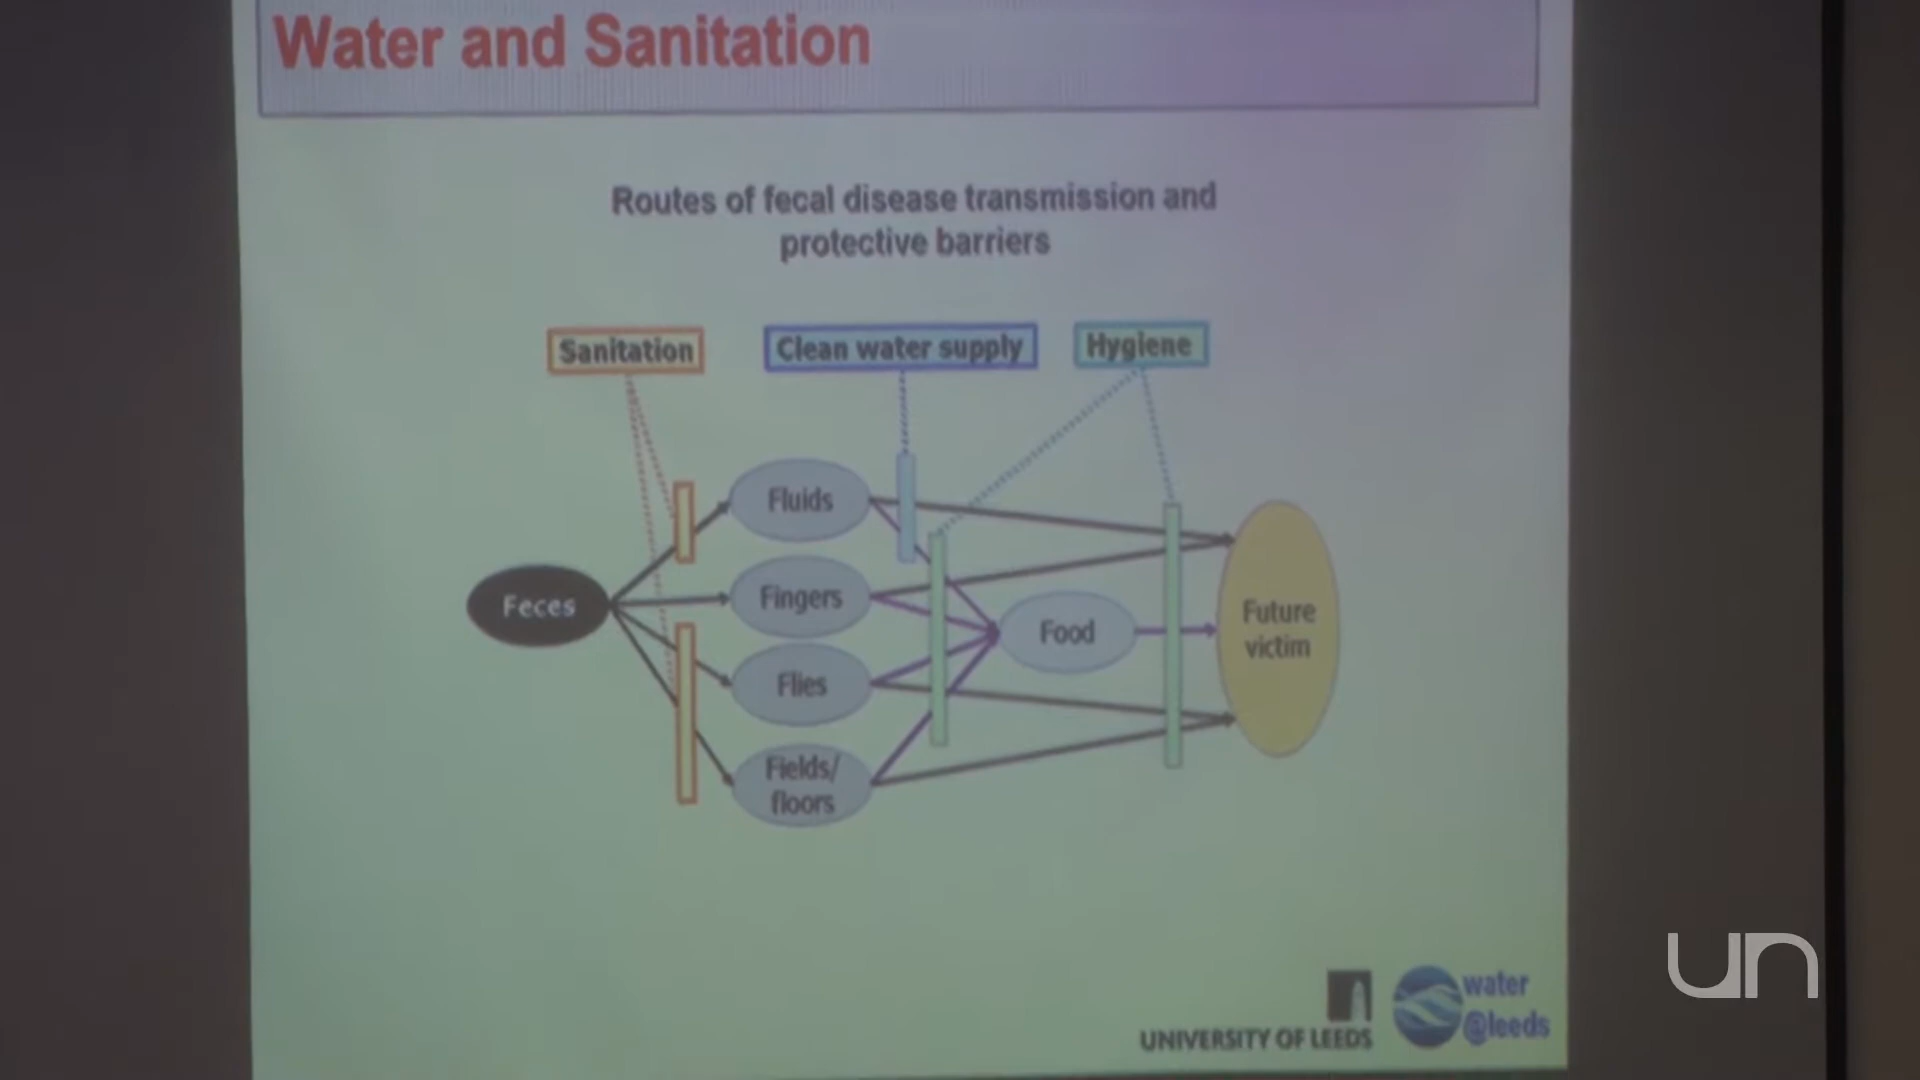 Water and Sanitation
Routes of fecal disease transmission and
protective barriers
Sanitation
Clean water supply
Hygiene
Fluids
Fingers
Feces
Food
Future
victim
Flies
Fields/
floors
UNIVERSITY OF LEEDS
water
@leeds
un